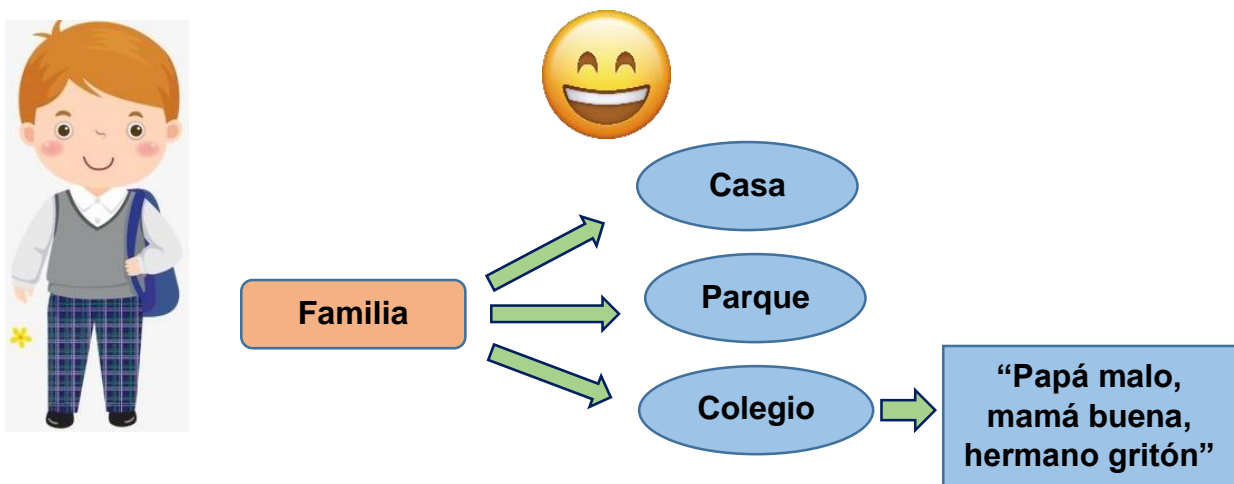 Casa
Familia
Parque
Colegio
“Papá malo,
mamá buena,
hermano gritón”